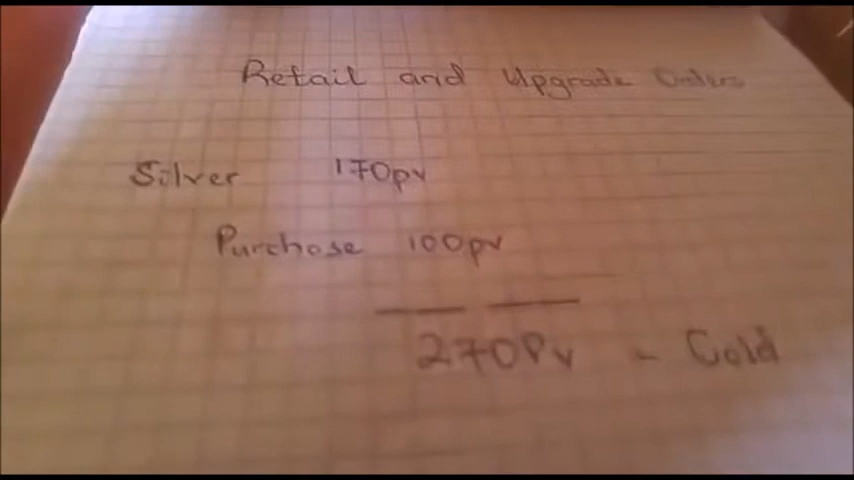 Retail and Upgrade Orders
Silver 170pv
Purchase 100pv
270Pv - Gold